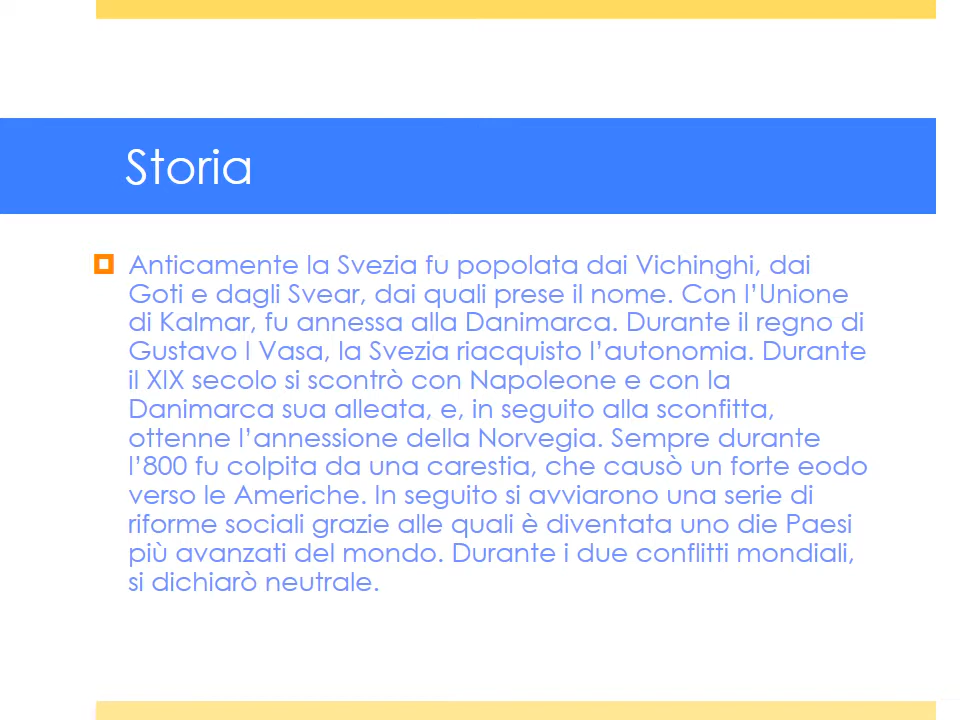 Storia
Anticamente la Svezia fu popolata dai Vichinghi, dai
Goti e dagli Svear, dai quali prese il nome. Con l’Unione
di Kalmar, fu annessa alla Danimarca. Durante il regno di
Gustavo I Vasa, la Svezia riacquisto l’autonomia. Durante
il XIX secolo si scontrò con Napoleone e con la
Danimarca sua alleata, e, in seguito alla sconfitta,
ottenne l’annessione della Norvegia. Sempre durante
l’800 fu colpita da una carestia, che causò un forte eodo
verso le Americhe. In seguito si avviarono una serie di
riforme sociali grazie alle quali è diventata uno die Paesi
più avanzati del mondo. Durante i due conflitti mondiali,
si dichiarò neutrale.